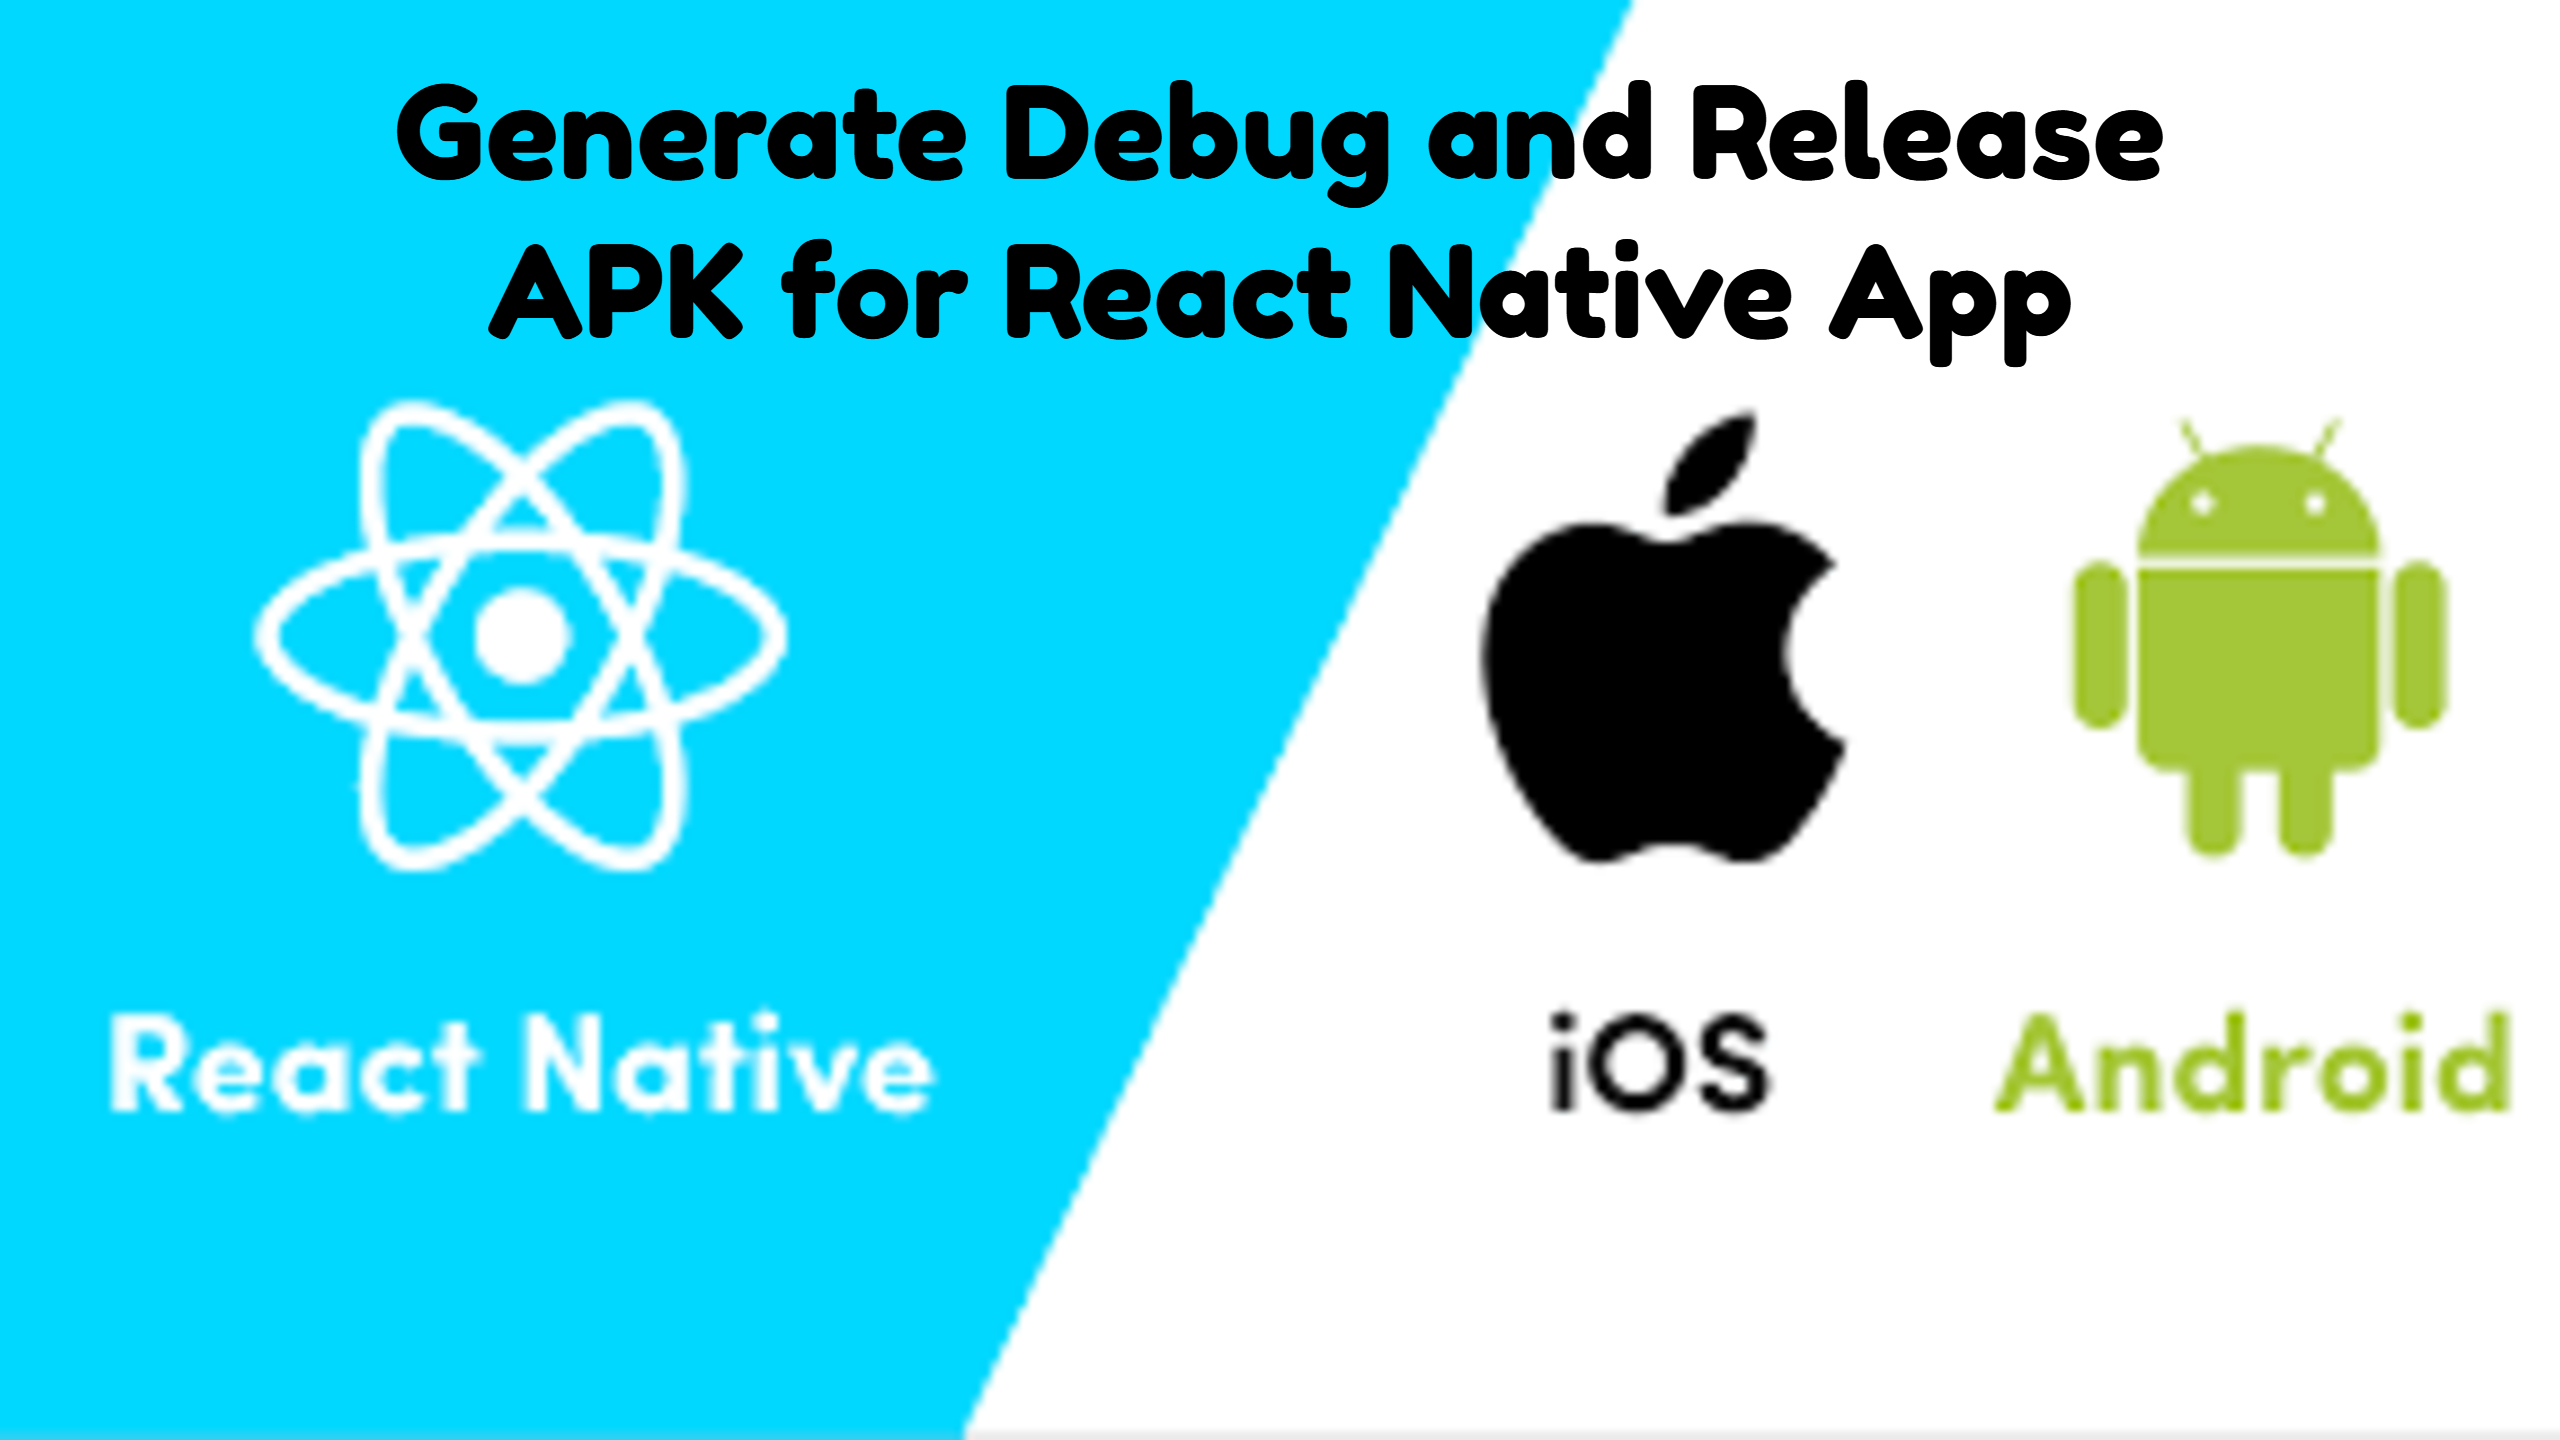 Generate Debug and Release
APK for React Native App
React Native
iOS
Android